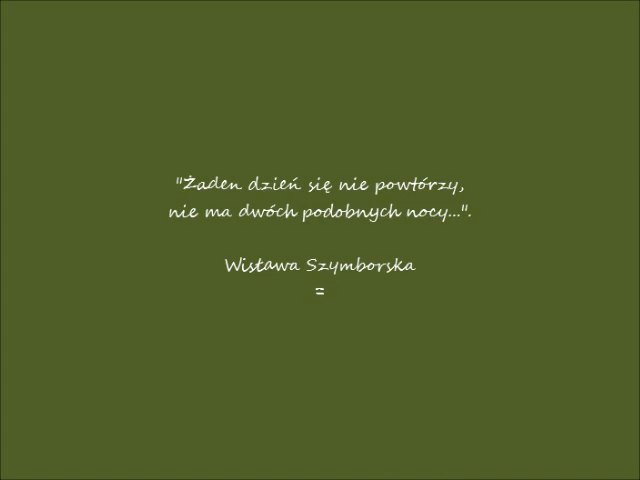 "Żaden dzień się nie powtórzy,
nie ma dwóch podobnych nocy...".
Wisława Szymborska
=